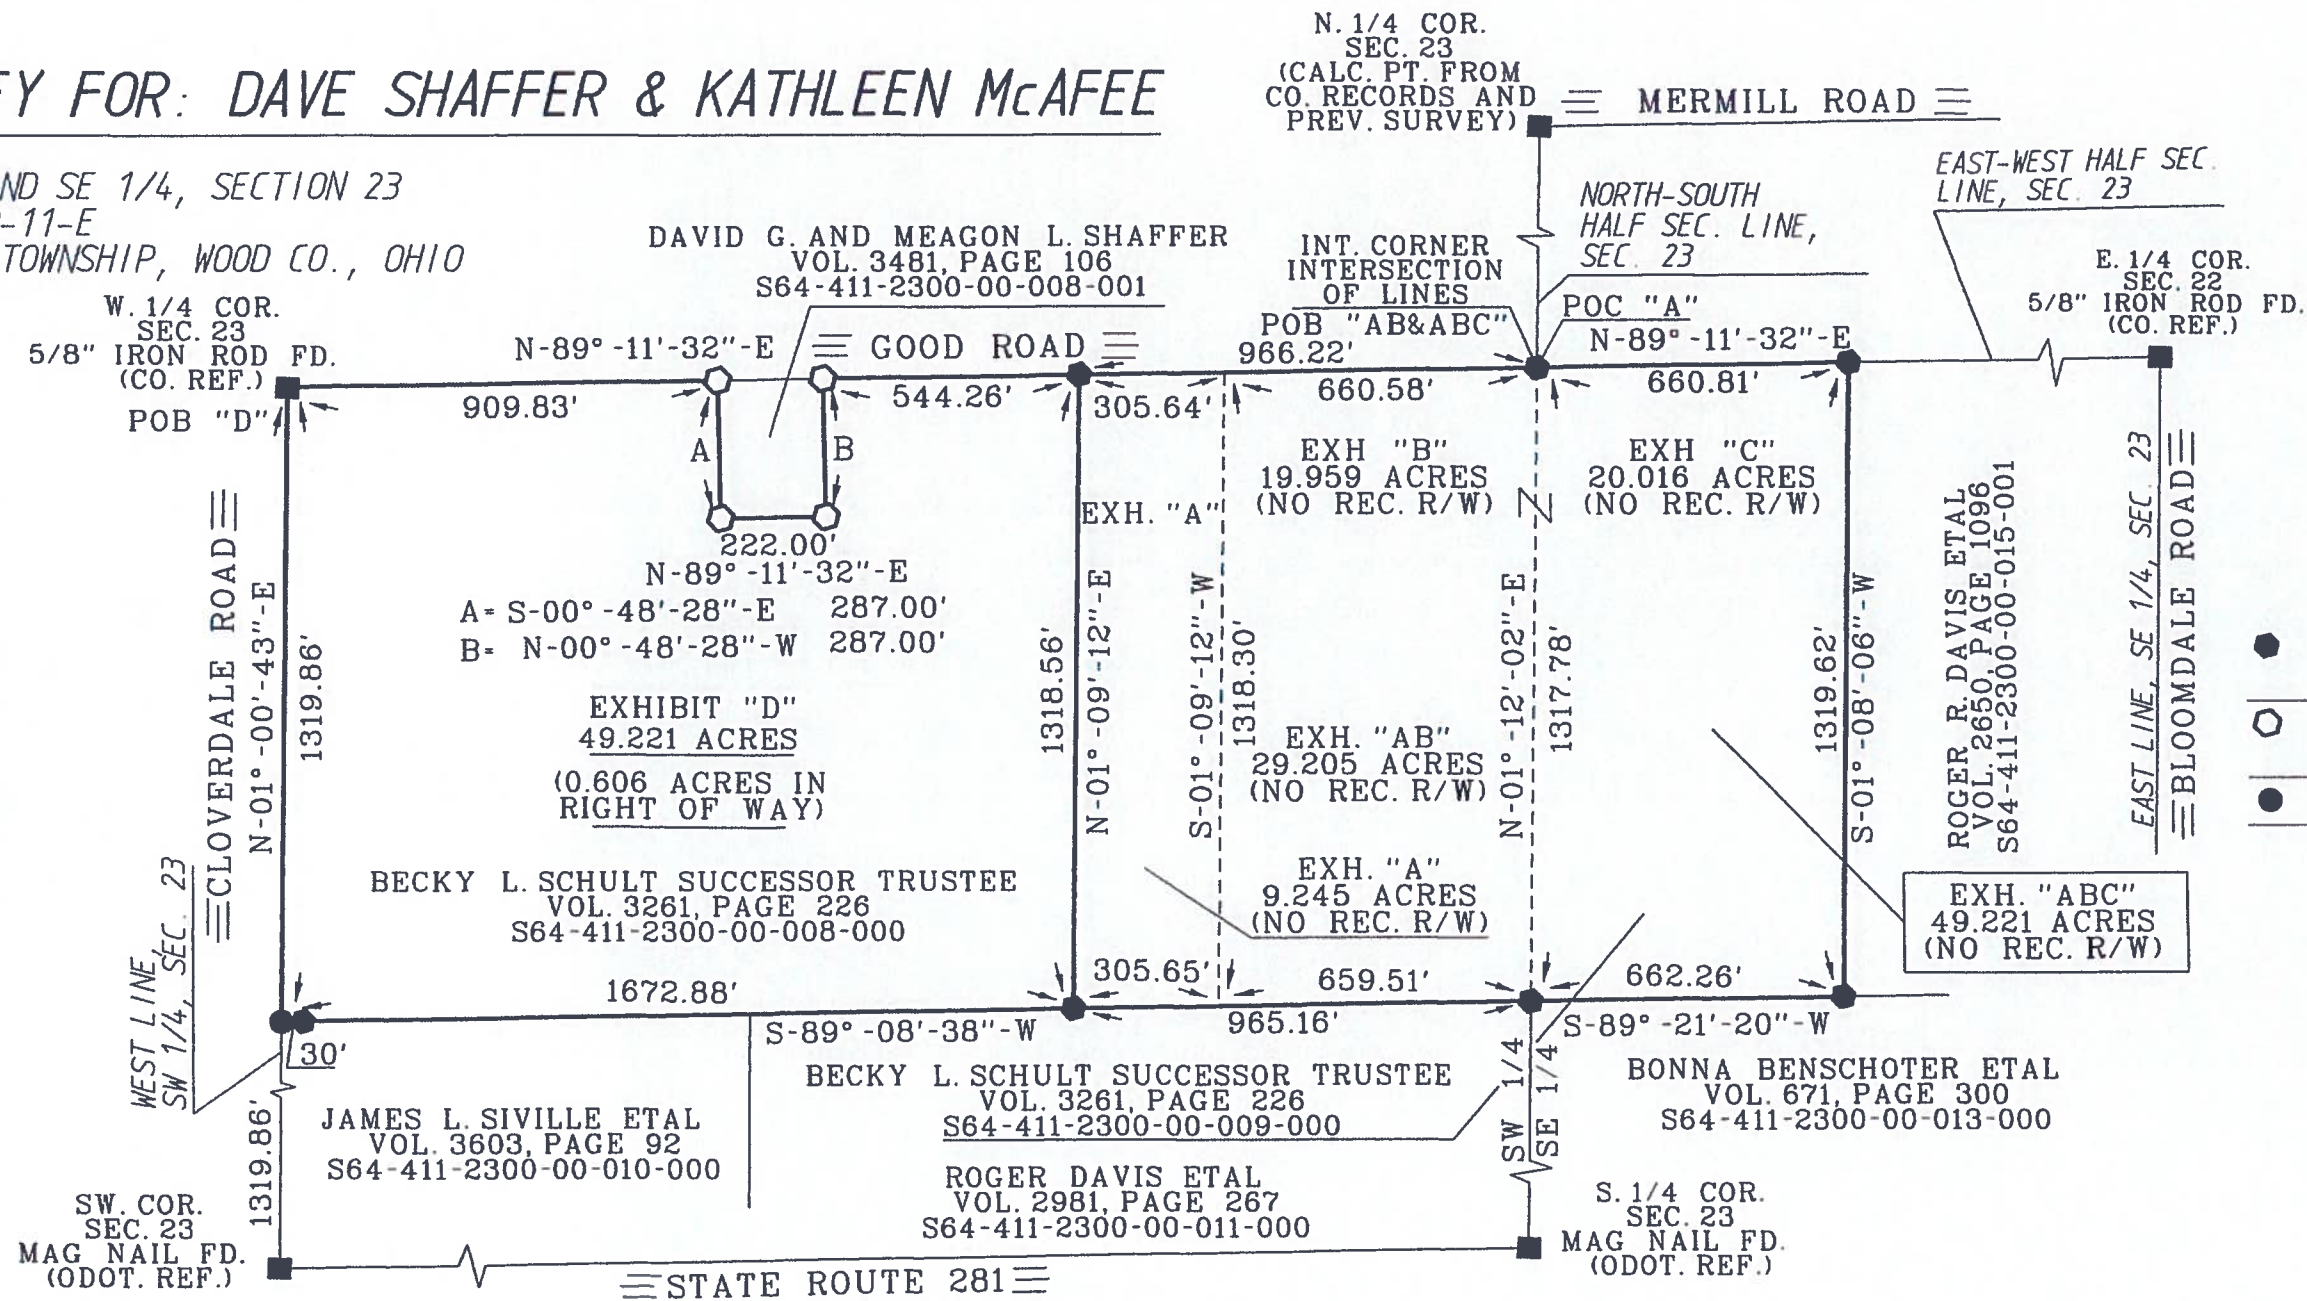 EY FOR: DAVE SHAFFER & KATHLEEN McAFEE
ND SE 1/4, SECTION 23
-11-E
TOWNSHIP, WOOD CO., OHIO
N. 1/4 COR.
SEC. 23
(CALC. PT. FROM
CO. RECORDS AND
PREV. SURVEY)
MERMILL ROAD
NORTH-SOUTH
HALF SEC. LINE,
SEC. 23
EAST-WEST HALF SEC.
LINE, SEC. 23
E. 1/4 COR.
SEC. 22
5/8" IRON ROD FD.
(CO. REF.)
DAVID G. AND MEAGON L. SHAFFER
VOL. 3481, PAGE 106
S64-411-2300-00-008-001
INT. CORNER
INTERSECTION
OF LINES
POB "AB&ABC"
POC "A"
W. 1/4 COR.
SEC. 23
5/8" IRON ROD FD.
(CO. REF.)
POB "D"
N-89°-11'-32"-E
GOOD ROAD
966.22'
N-89°-11'-32"-E
909.83'
544.26'
305.64'
660.58'
660.81'
A
B
222.00'
N-89°-11'-32"-E
A= S-00°-48'-28"-E 287.00'
B= N-00°-48'-28"-W 287.00'
EXH. "A"
EXH "B"
19.959 ACRES
(NO REC. R/W)
EXH "C"
20.016 ACRES
(NO REC. R/W)
CLOVERDALE ROAD
N-01°-00'-43"-E
1319.86'
1318.56'
N-01°-09'-12"-E
S-01°-09'-12"-W
1318.30'
N-01°-12'-02"-E
1317.78'
1319.62'
S-01°-08'-06"-W
ROGER R. DAVIS ETAL
VOL. 2650, PAGE 1096
S64-411-2300-00-015-001
EAST LINE, SE 1/4, SEC. 23
BLOOMDALE ROAD
EXHIBIT "D"
49.221 ACRES
(0.606 ACRES IN
RIGHT OF WAY)
EXH. "AB"
29.205 ACRES
(NO REC. R/W)
EXH. "A"
9.245 ACRES
(NO REC. R/W)
EXH. "ABC"
49.221 ACRES
(NO REC. R/W)
BECKY L. SCHULT SUCCESSOR TRUSTEE
VOL. 3261, PAGE 226
S64-411-2300-00-008-000
WEST LINE,
SW 1/4, SEC. 23
1672.88'
305.65'
659.51'
662.26'
S-89°-08'-38"-W
965.16'
S-89°-21'-20"-W
30'
1319.86'
JAMES L. SIVILLE ETAL
VOL. 3603, PAGE 92
S64-411-2300-00-010-000
BECKY L. SCHULT SUCCESSOR TRUSTEE
VOL. 3261, PAGE 226
S64-411-2300-00-009-000
ROGER DAVIS ETAL
VOL. 2981, PAGE 267
S64-411-2300-00-011-000
SW 1/4
SE 1/4
BONNA BENSCHOTER ETAL
VOL. 671, PAGE 300
S64-411-2300-00-013-000
SW. COR.
SEC. 23
MAG NAIL FD.
(ODOT. REF.)
STATE ROUTE 281
S. 1/4 COR.
SEC. 23
MAG NAIL FD.
(ODOT. REF.)